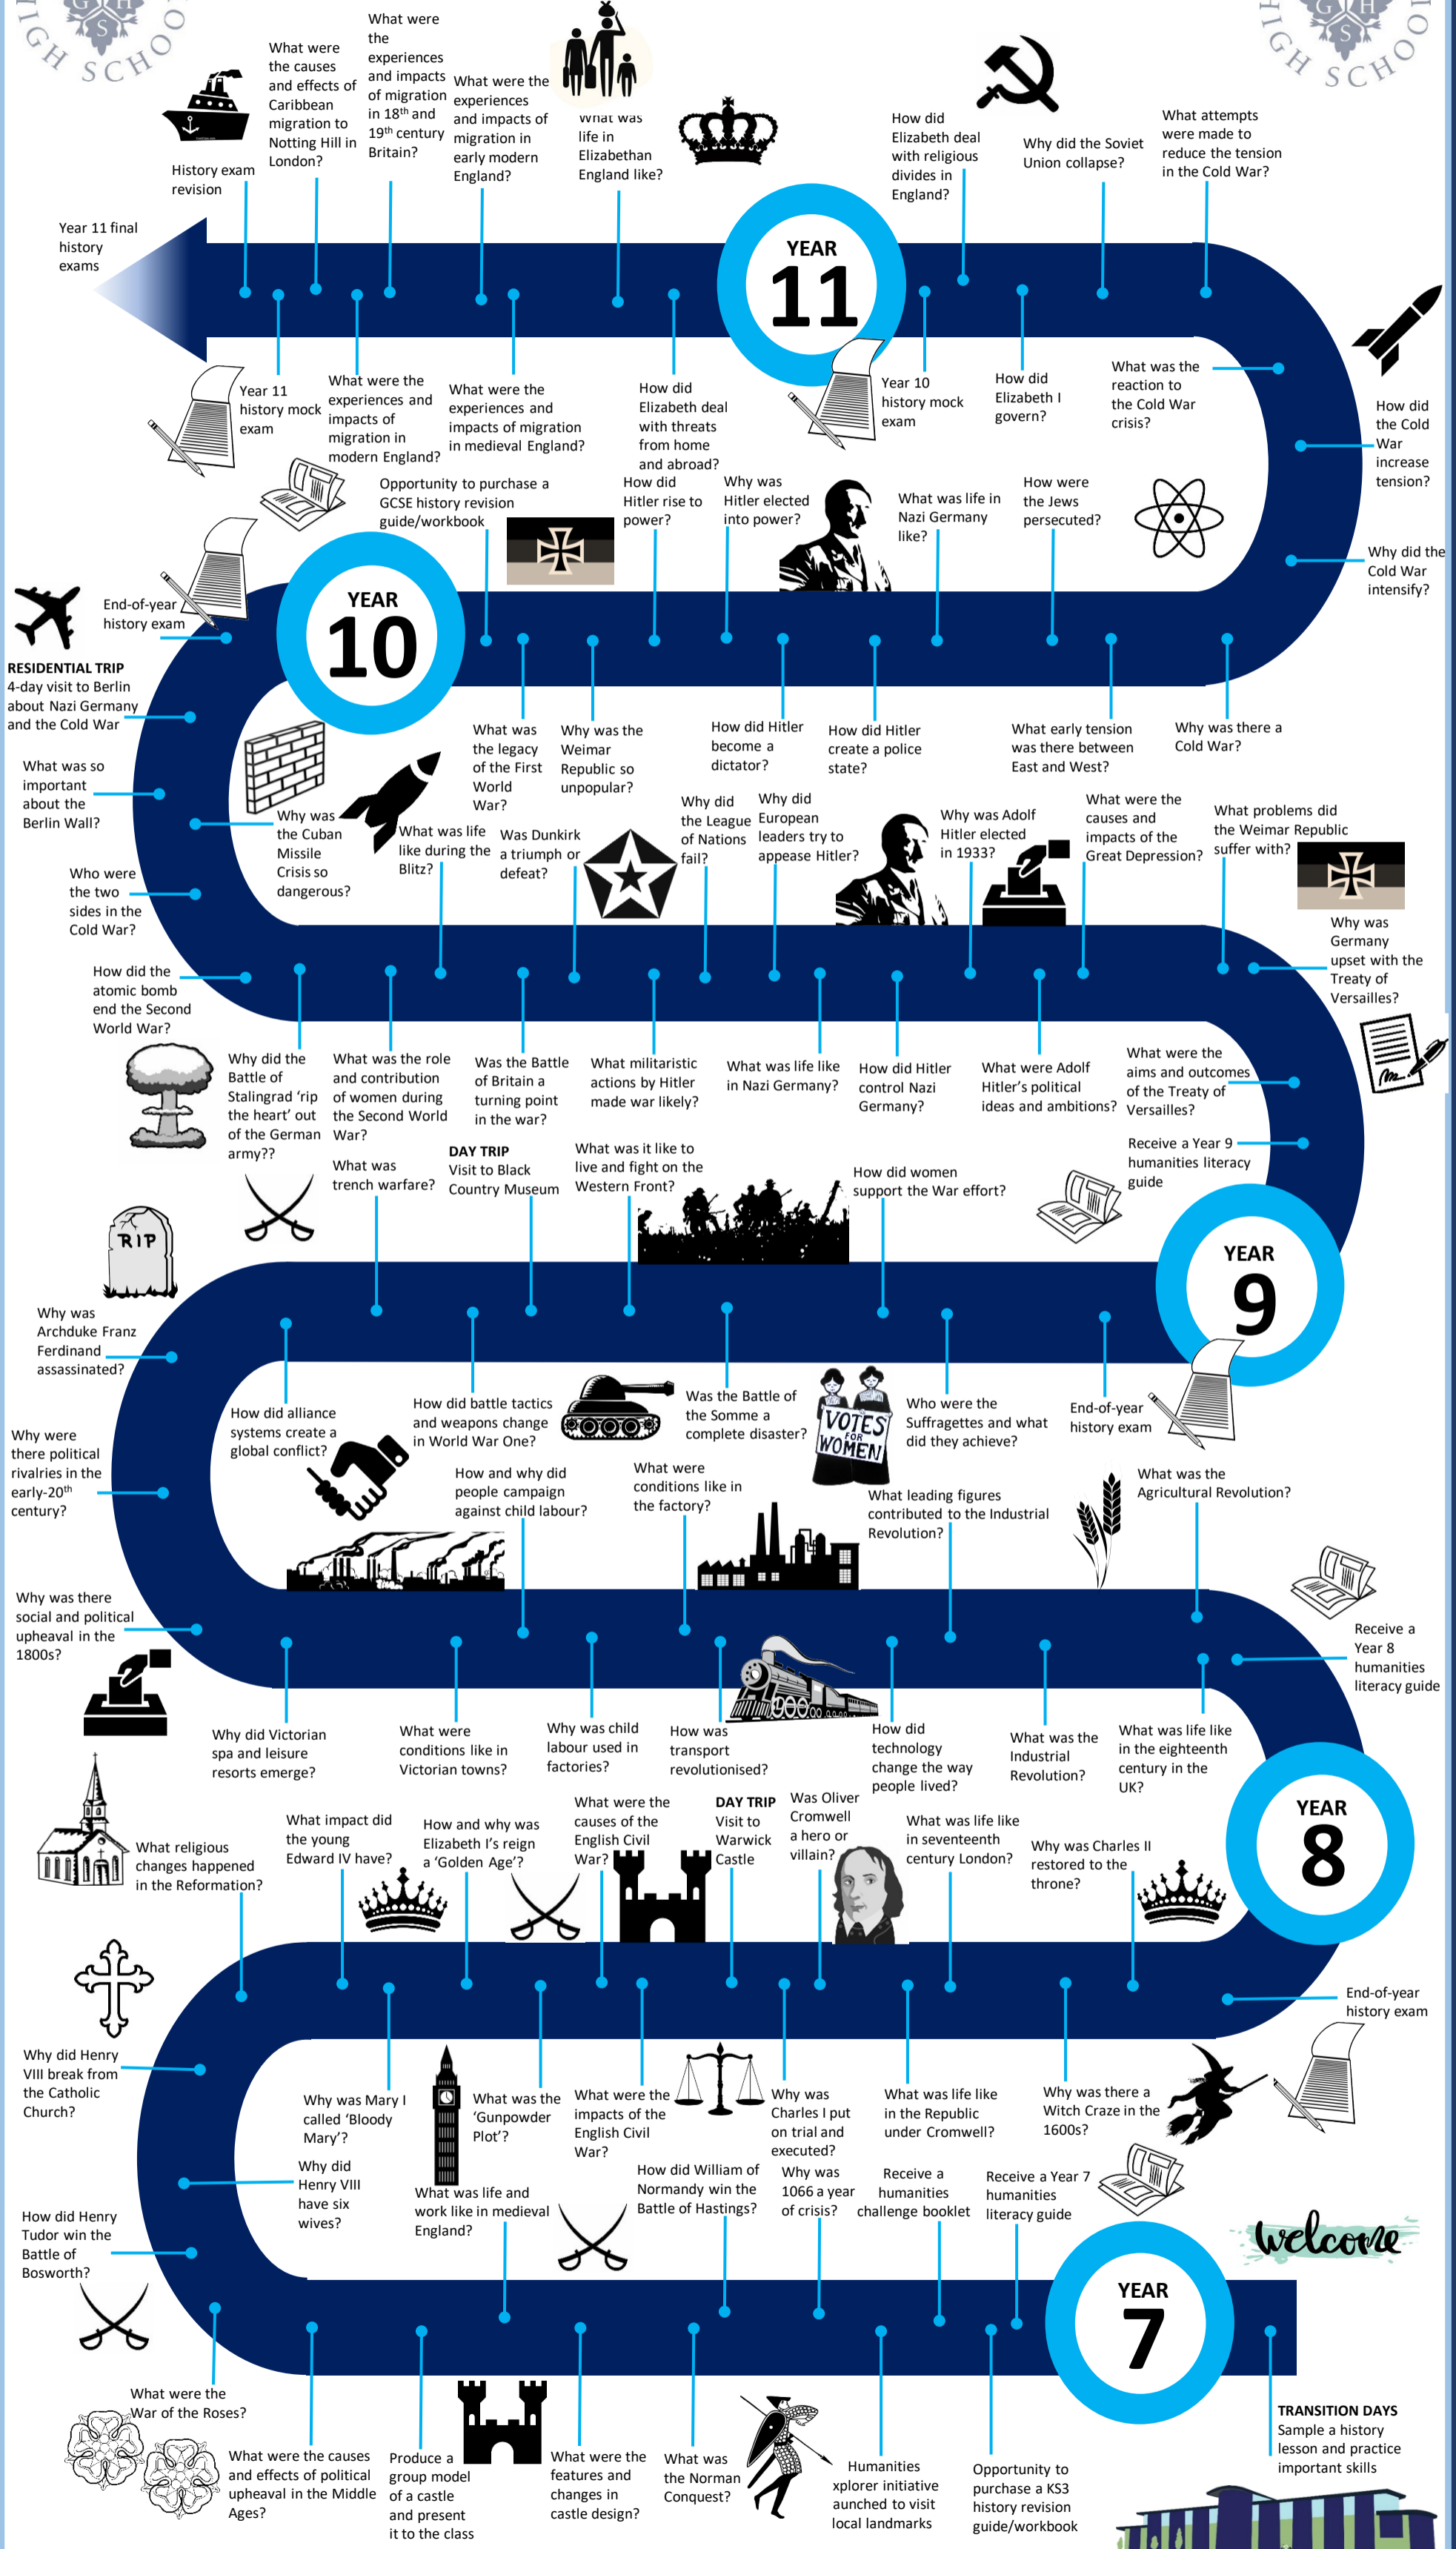 HIGH SCHOOL
G H
S
HIGH SCHOOL
G H
S
What were
the
experiences
and impacts
of migration
in 18th and
19th century
Britain?
What were
the causes
and effects of
Caribbean
migration to
Notting Hill in
London?
What were the
experiences
and impacts of
migration in
early modern
England?
What was
life in
Elizabethan
England like?
How did
Elizabeth deal
with religious
divides in
England?
Why did the Soviet
Union collapse?
What attempts
were made to
reduce the tension
in the Cold War?
History exam
revision
Year 11 final
history
exams
YEAR
11
Year 11
history mock
exam
What were the
experiences and
impacts of
migration in
modern England?
What were the
experiences and
impacts of migration
in medieval England?
How did
Elizabeth deal
with threats
from home
and abroad?
Year 10
history mock
exam
How did
Elizabeth I
govern?
What was the
reaction to
the Cold War
crisis?
How did
the Cold
War
increase
tension?
Opportunity to purchase a
GCSE history revision
guide/workbook
How did
Hitler rise to
power?
Why was
Hitler elected
into power?
What was life in
Nazi Germany
like?
How were
the Jews
persecuted?
Why did the
Cold War
intensify?
End-of-year
history exam
YEAR
10
RESIDENTIAL TRIP
4-day visit to Berlin
about Nazi Germany
and the Cold War
What was
the legacy
of the First
World
War?
Why was the
Weimar
Republic so
unpopular?
How did Hitler
become a
dictator?
How did Hitler
create a police
state?
What early tension
was there between
East and West?
Why was there a
Cold War?
What was so
important
about the
Berlin Wall?
Why was
the Cuban
Missile
Crisis so
dangerous?
What was life
like during the
Blitz?
Was Dunkirk
a triumph or
defeat?
Why did
the League
of Nations
fail?
Why did
European
leaders try to
appease Hitler?
Why was Adolf
Hitler elected
in 1933?
What were the
causes and
impacts of the
Great Depression?
What problems did
the Weimar Republic
suffer with?
Who were
the two
sides in the
Cold War?
Why was
Germany
upset with the
Treaty of
Versailles?
How did the
atomic bomb
end the Second
World War?
Why did the
Battle of
Stalingrad ‘rip
the heart’ out
of the German
army??
What was the role
and contribution
of women during
the Second World
War?
Was the Battle
of Britain a
turning point
in the war?
What militaristic
actions by Hitler
made war likely?
What was life like
in Nazi Germany?
How did Hitler
control Nazi
Germany?
What were Adolf
Hitler’s political
ideas and ambitions?
What were the
aims and outcomes
of the Treaty of
Versailles?
Receive a Year 9
humanities literacy
guide
What was
trench warfare?
DAY TRIP
Visit to Black
Country Museum
What was it like to
live and fight on the
Western Front?
How did women
support the War effort?
RIP
YEAR
9
Why was
Archduke Franz
Ferdinand
assassinated?
How did alliance
systems create a
global conflict?
How did battle tactics
and weapons change
in World War One?
Was the Battle of
the Somme a
complete disaster?
VOTES
FOR
WOMEN
Who were the
Suffragettes and what
did they achieve?
End-of-year
history exam
Why were
there political
rivalries in the
early-20th
century?
How and why did
people campaign
against child labour?
What were
conditions like in
the factory?
What leading figures
contributed to the Industrial
Revolution?
What was the
Agricultural Revolution?
Why was there
social and political
upheaval in the
1800s?
Receive a
Year 8
humanities
literacy guide
Why did Victorian
spa and leisure
resorts emerge?
What were
conditions like in
Victorian towns?
Why was child
labour used in
factories?
How was
transport
revolutionised?
How did
technology
change the way
people lived?
What was the
Industrial
Revolution?
What was life like
in the eighteenth
century in the
UK?
YEAR
8
What religious
changes happened
in the Reformation?
What impact did
the young
Edward IV have?
How and why was
Elizabeth I’s reign
a ‘Golden Age’?
What were the
causes of the
English Civil
War?
DAY TRIP
Visit to
Warwick
Castle
Was Oliver
Cromwell
a hero or
villain?
What was life like
in seventeenth
century London?
Why was Charles II
restored to the
throne?
End-of-year
history exam
Why did Henry
VIII break from
the Catholic
Church?
Why was Mary I
called ‘Bloody
Mary’?
What was the
‘Gunpowder
Plot’?
What were the
impacts of the
English Civil
War?
Why was
Charles I put
on trial and
executed?
What was life like
in the Republic
under Cromwell?
Why was there a
Witch Craze in the
1600s?
Why did
Henry VIII
have six
wives?
What was life and
work like in medieval
England?
How did William of
Normandy win the
Battle of Hastings?
Why was
1066 a year
of crisis?
Receive a
humanities
challenge booklet
Receive a Year 7
humanities
literacy guide
welcome
How did Henry
Tudor win the
Battle of
Bosworth?
YEAR
7
What were the
War of the Roses?
What were the causes
and effects of political
upheaval in the Middle
Ages?
Produce a
group model
of a castle
and present
it to the class
What were the
features and
changes in
castle design?
What was
the Norman
Conquest?
Humanities
xplorer initiative
aunched to visit
local landmarks
Opportunity to
purchase a KS3
history revision
guide/workbook
TRANSITION DAYS
Sample a history
lesson and practice
important skills